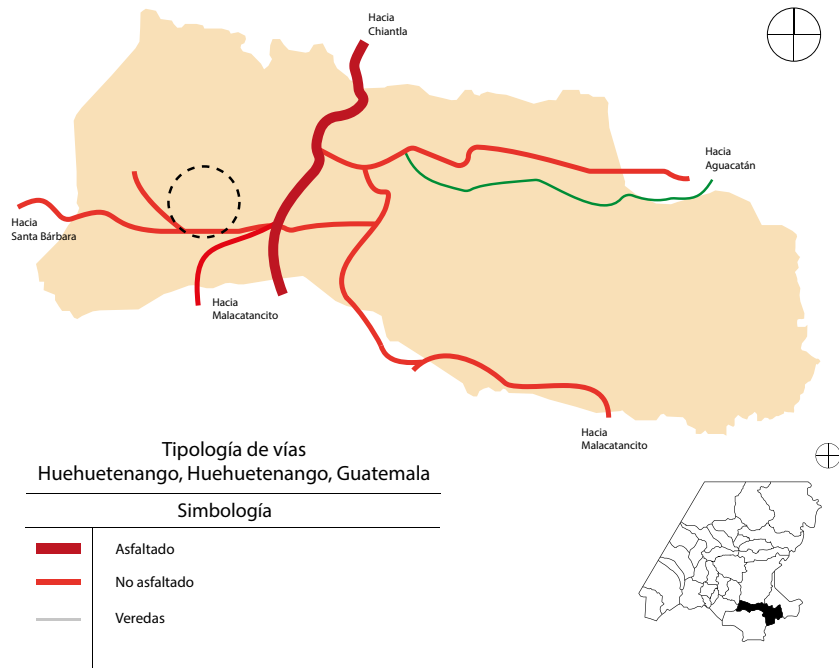 Hacia
Chiantla
Hacia
Aguacatán
Hacia
Santa Bárbara
Hacia
Malacatancito
Hacia
Malacatancito
Tipología de vías
Huehuetenango, Huehuetenango, Guatemala
Simbología
Asfaltado
No asfaltado
Veredas